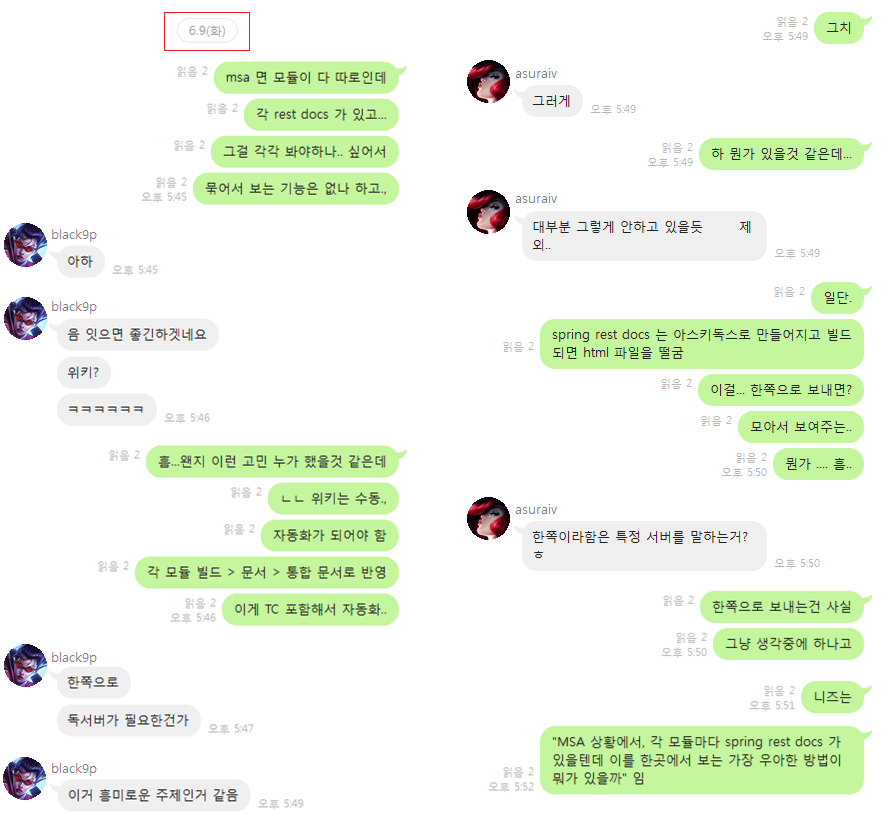 6.9(화)
읽음 2
msa 면 모듈이 다 따로인데
읽음 2
각 rest docs 가 있고...
읽음 2
그걸 각각 봐야하나.. 싶어서
읽음 2
오후 5:45
묶어서 보는 기능은 없나 하고.,
black9p
아하
오후 5:45
black9p
음 잇으면 좋긴하겟네요
위키?
ㅋㅋㅋㅋㅋㅋ
오후 5:46
읽음 2
흠...왠지 이런 고민 누가 했을것 같은데
읽음 2
ㄴㄴ 위키는 수동.,
읽음 2
자동화가 되어야 함
읽음 2
각 모듈 빌드 > 문서 > 통합 문서로 반영
읽음 2
오후 5:46
이게 TC 포함해서 자동화..
black9p
한쪽으로
독서버가 필요한건가
오후 5:47
black9p
이거 흥미로운 주제인거 같음
오후 5:49
읽음 2
오후 5:49
그치
asuraiv
그러게
오후 5:49
읽음 2
오후 5:49
하 뭔가 있을것 같은데...
asuraiv
대부분 그렇게 안하고 있을듯 제
외..
오후 5:49
읽음 2
일단.
읽음 2
spring rest docs 는 아스키독스로 만들어지고 빌드
되면 html 파일을 떨굼
읽음 2
이걸... 한쪽으로 보내면?
읽음 2
모아서 보여주는..
읽음 2
오후 5:50
뭔가 .... 흠..
asuraiv
한쪽이라함은 특정 서버를 말하는거?
ㅎ
오후 5:50
읽음 2
한쪽으로 보내는건 사실
읽음 2
오후 5:50
그냥 생각중에 하나고
읽음 2
오후 5:51
니즈는
읽음 2
오후 5:52
"MSA 상황에서, 각 모듈마다 spring rest docs 가
있을텐데 이를 한곳에서 보는 가장 우아한 방법이
뭐가 있을까" 임